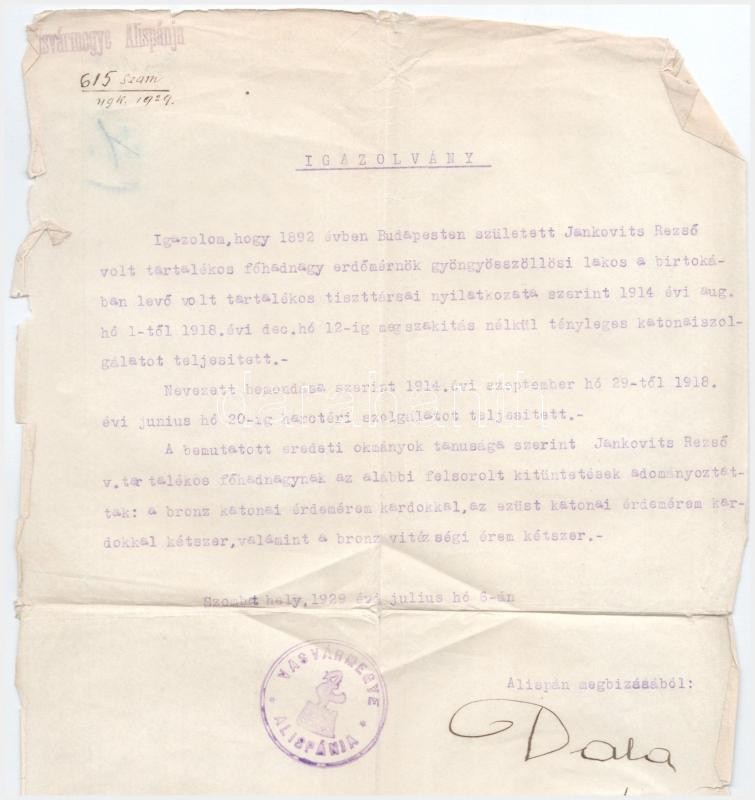 svármegye Alispánja
615 szám
ngk. 1929.
IGAZOLVÁNY
Igazolom,hogy 1892 évben Budapesten született Jankovits Rezső
volt tartalékos főhadnagy erdőmérnök gyöngyösszöllösi lakos a birtoká-
ban levő volt tartalékos tiszttársai nyilatkozata szerint 1914 évi aug.
hó 1-től 1918.évi dec.hó 12-ig megszakitás nélkül tényleges katonaiszol-
gálatot teljesitett.-
Nevezett bemondása szerint 1914.évi szeptember hó 29-től 1918.
évi junius hó 20-ig harctéri szolgálatot teljesitett.-
A bemutatott eredeti okmányok tanusága szerint Jankovits Rezső
v.tartalékos főhadnagynak az alábbi felsorolt kitüntetések adományoztat-
tak: a bronz katonai érdemérem kardokkal,az ezüst katonai érdemérem kar-
dokkal kétszer,valamint a bronz vitézségi érem kétszer.-
Szombathely,1929 évi julius hó 6-án
VASVÁRMEGYE
ALISPÁNJA
Alispán megbizásából: